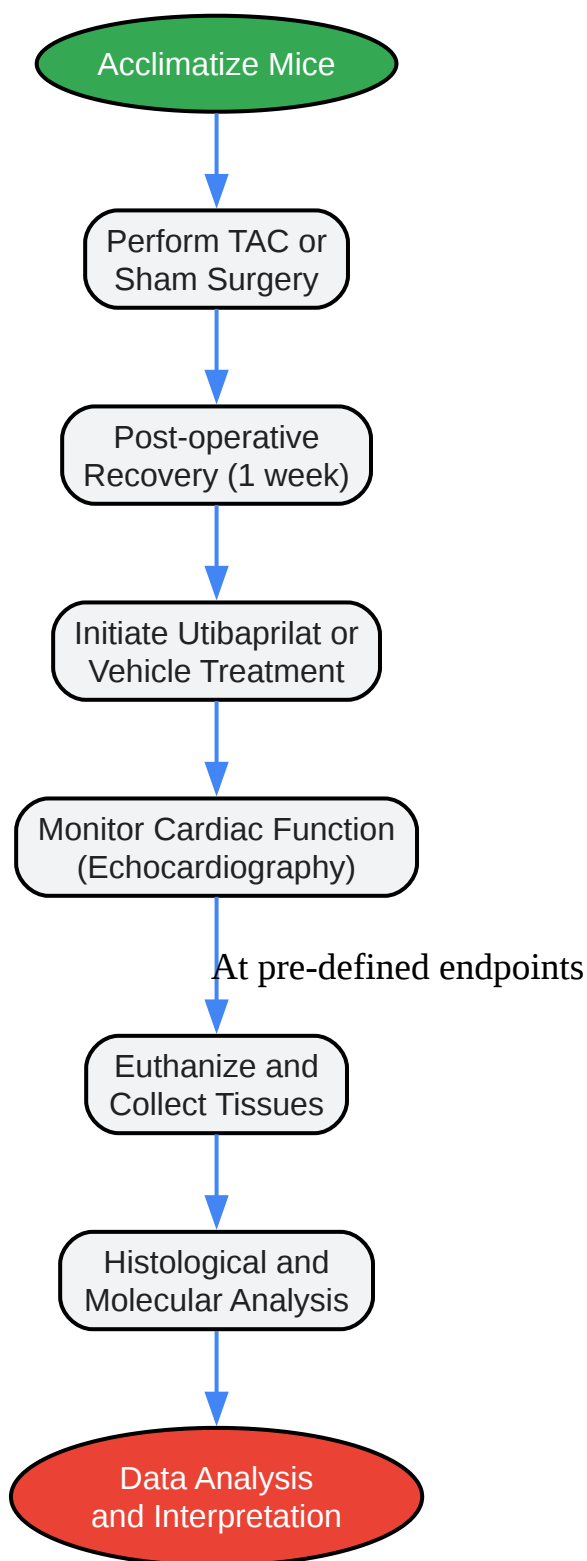 Acclimatize Mice
Perform TAC or
Sham Surgery
Post-operative
Recovery (1 week)
Initiate Utibaprilat or
Vehicle Treatment
Monitor Cardiac Function
(Echocardiography)
At pre-defined endpoints
Euthanize and
Collect Tissues
Histological and
Molecular Analysis
Data Analysis
and Interpretation